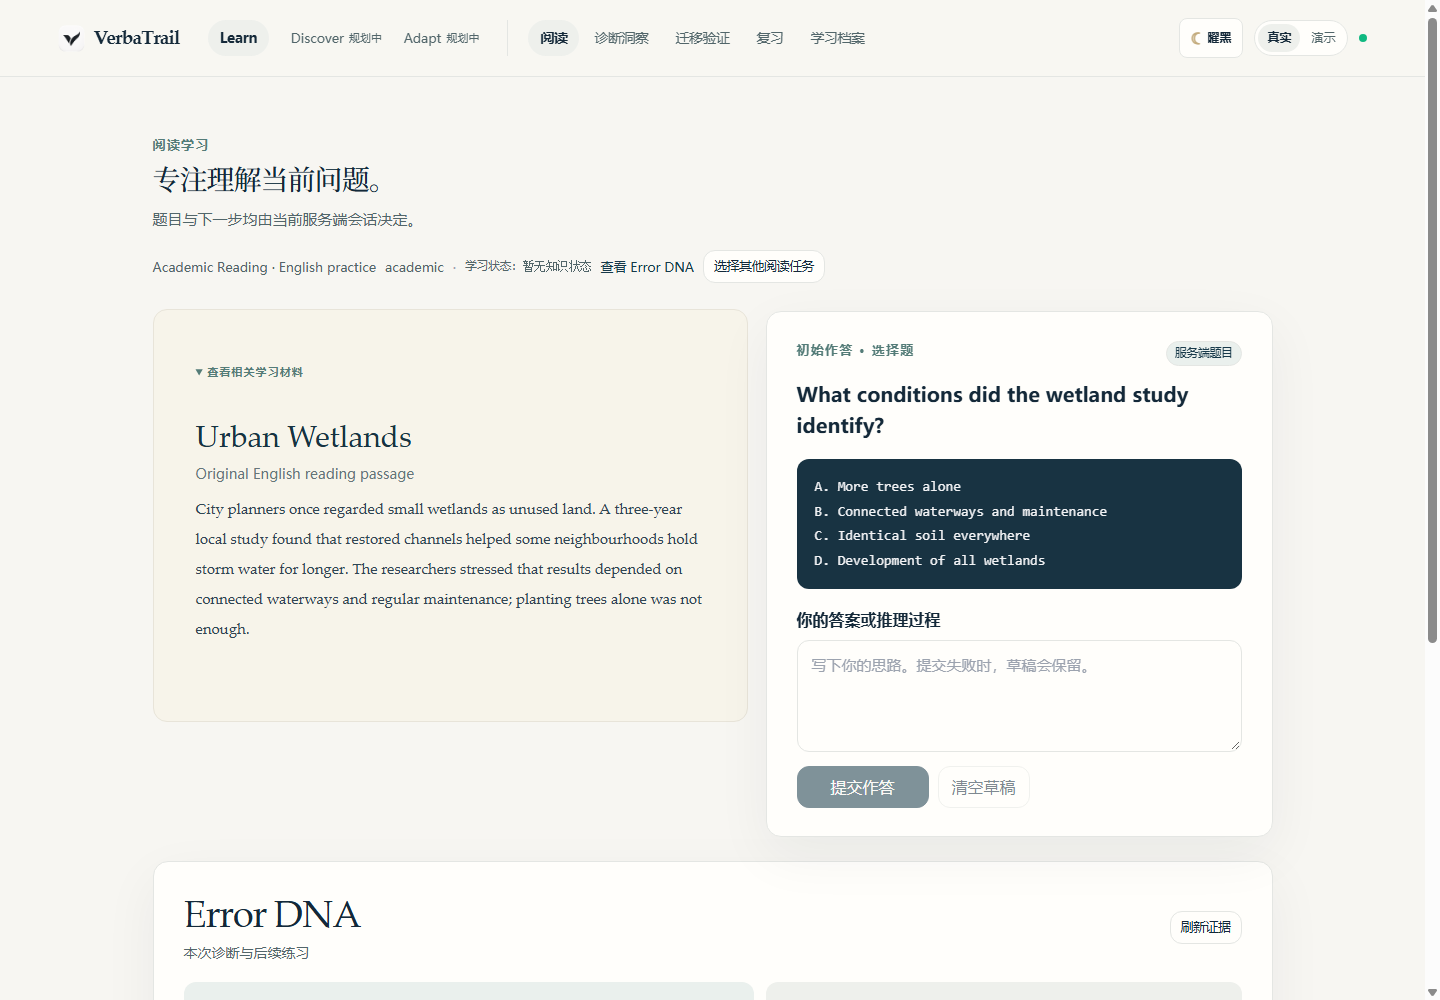 VerbaTrail
Learn
Discover 规划中
Adapt 规划中
阅读
诊断洞察
迁移验证
复习
学习档案
曜黑
真实
演示
阅读学习
专注理解当前问题。
题目与下一步均由当前服务端会话决定。
Academic Reading · English practice academic · 学习状态：暂无知识状态 查看 Error DNA 选择其他阅读任务
▾ 查看相关学习材料
Urban Wetlands
Original English reading passage
City planners once regarded small wetlands as unused land. A three-year
local study found that restored channels helped some neighbourhoods hold
storm water for longer. The researchers stressed that results depended on
connected waterways and regular maintenance; planting trees alone was not
enough.
初始作答 • 选择题
服务端题目
What conditions did the wetland study
identify?
A. More trees alone
B. Connected waterways and maintenance
C. Identical soil everywhere
D. Development of all wetlands
你的答案或推理过程
写下你的思路。提交失败时，草稿会保留。
提交作答
清空草稿
Error DNA
本次诊断与后续练习
刷新证据